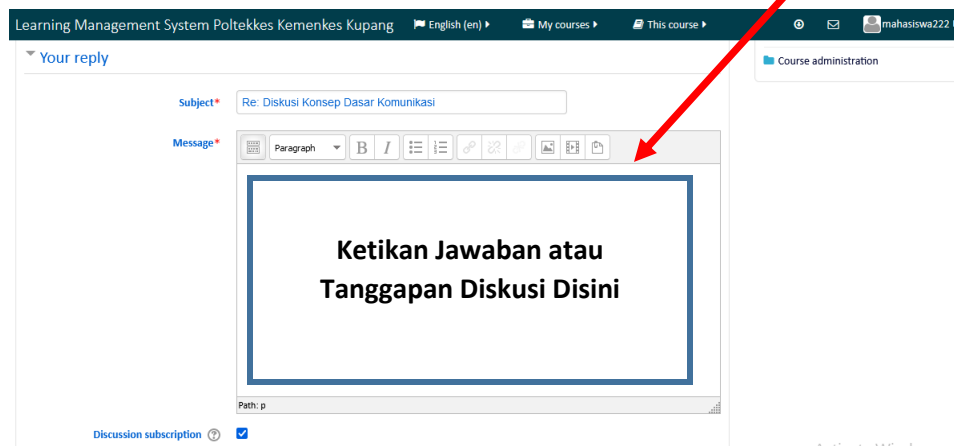 Learning Management System Poltekkes Kemenkes Kupang English (en) My courses This course mahasiswa222
Your reply
Course administration
Subject* Re: Diskusi Konsep Dasar Komunikasi
Message* Paragraph B I
Ketikan Jawaban atau
Tanggapan Diskusi Disini
Path: p
Discussion subscription